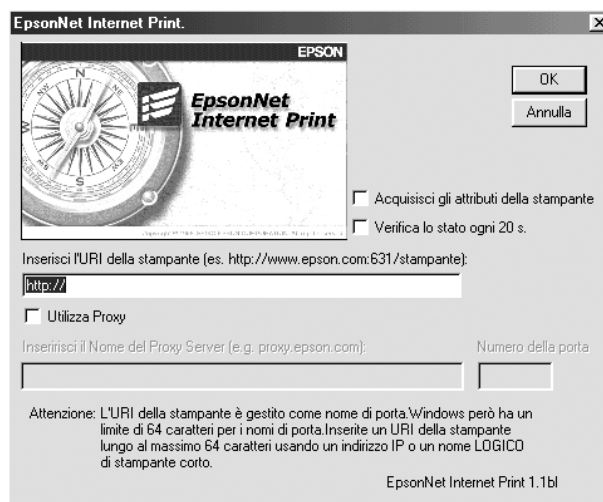 EpsonNet Internet Print.
EPSON
EpsonNet
Internet Print
OK
Annulla
Acquisisci gli attributi della stampante
Verifica lo stato ogni 20 s.
Inserisci l'URI della stampante (es. http://www.epson.com:631/stampante):
http://
Utilizza Proxy
Inseririsci il Nome del Proxy Server (e.g. proxy.epson.com):
Numero della porta
Attenzione: L'URI della stampante è gestito come nome di porta.Windows però ha un
limite di 64 caratteri per i nomi di porta.Inserite un URI della stampante
lungo al massimo 64 caratteri usando un indirizzo IP o un nome LOGICO
di stampante corto.
EpsonNet Internet Print 1.1bl